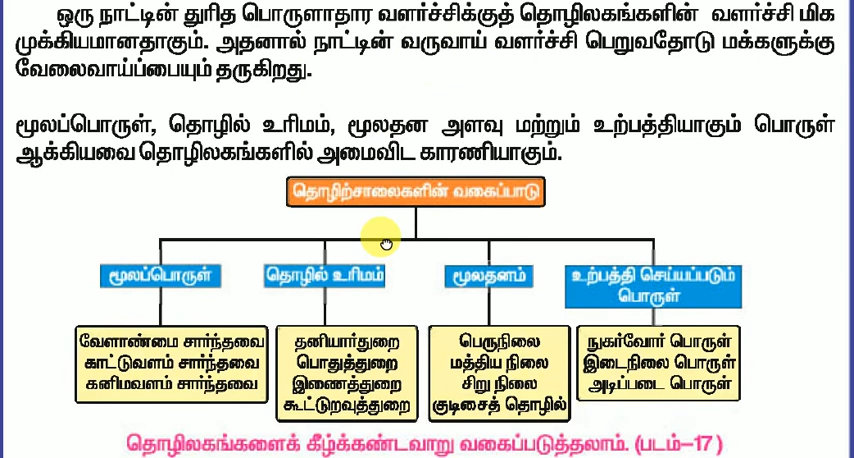 ஒரு நாட்டின் துரித பொருளாதார வளர்ச்சிக்குத் தொழிலகங்களின் வளர்ச்சி மிக
முக்கியமானதாகும். அதனால் நாட்டின் வருவாய் வளர்ச்சி பெறுவதோடு மக்களுக்கு
வேலைவாய்ப்பையும் தருகிறது.
மூலப்பொருள், தொழில் உரிமம், மூலதன அளவு மற்றும் உற்பத்தியாகும் பொருள்
ஆக்கியவை தொழிலகங்களில் அமைவிட காரணியாகும்.
தொழிற்சாலைகளின் வகைப்பாடு
மூலப்பொருள்
வேளாண்மை சார்ந்தவை
காட்டுவளம் சார்ந்தவை
கனிமவளம் சார்ந்தவை
தொழில் உரிமம்
தனியார்துறை
பொதுத்துறை
இணைத்துறை
கூட்டுறவுத்துறை
மூலதனம்
பெருநிலை
மத்திய நிலை
சிறு நிலை
குடிசைத் தொழில்
உற்பத்தி செய்யப்படும்
பொருள்
நுகர்வோர் பொருள்
இடைநிலை பொருள்
அடிப்படை பொருள்
தொழிலகங்களைக் கீழ்க்கண்டவாறு வகைப்படுத்தலாம். (படம்–17)